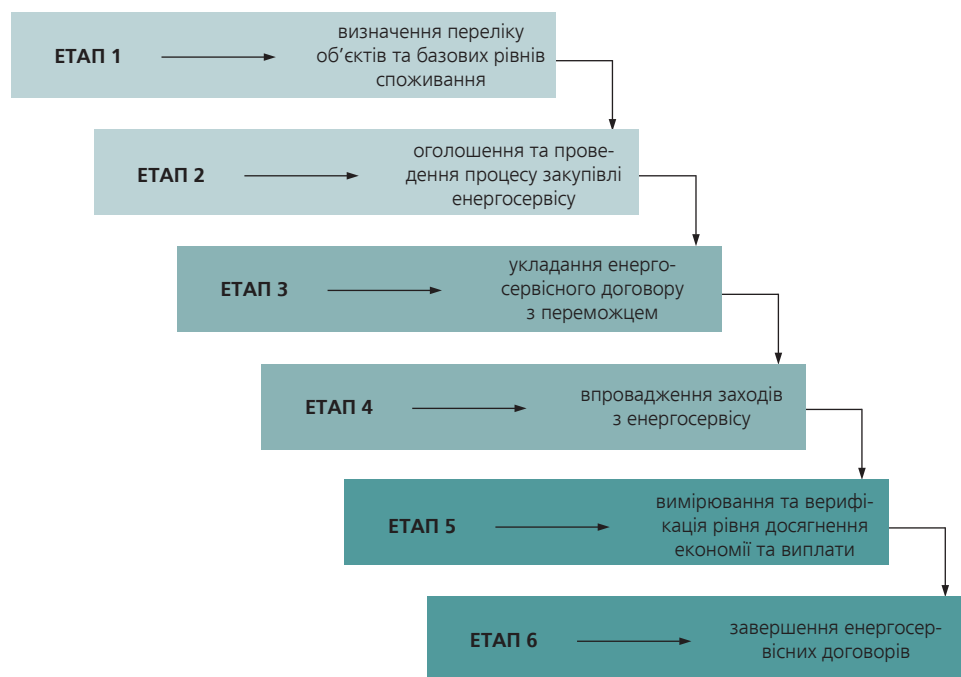 ЕТАП 1
визначення переліку
об’єктів та базових рівнів
споживання
ЕТАП 2
оголошення та прове-
дення процесу закупівлі
енергосервісу
ЕТАП 3
укладання енерго-
сервісного договору
з переможцем
ЕТАП 4
впровадження заходів
з енергосервісу
ЕТАП 5
вимірювання та верифі-
кація рівня досягнення
економії та виплати
ЕТАП 6
завершення енергосер-
вісних договорів